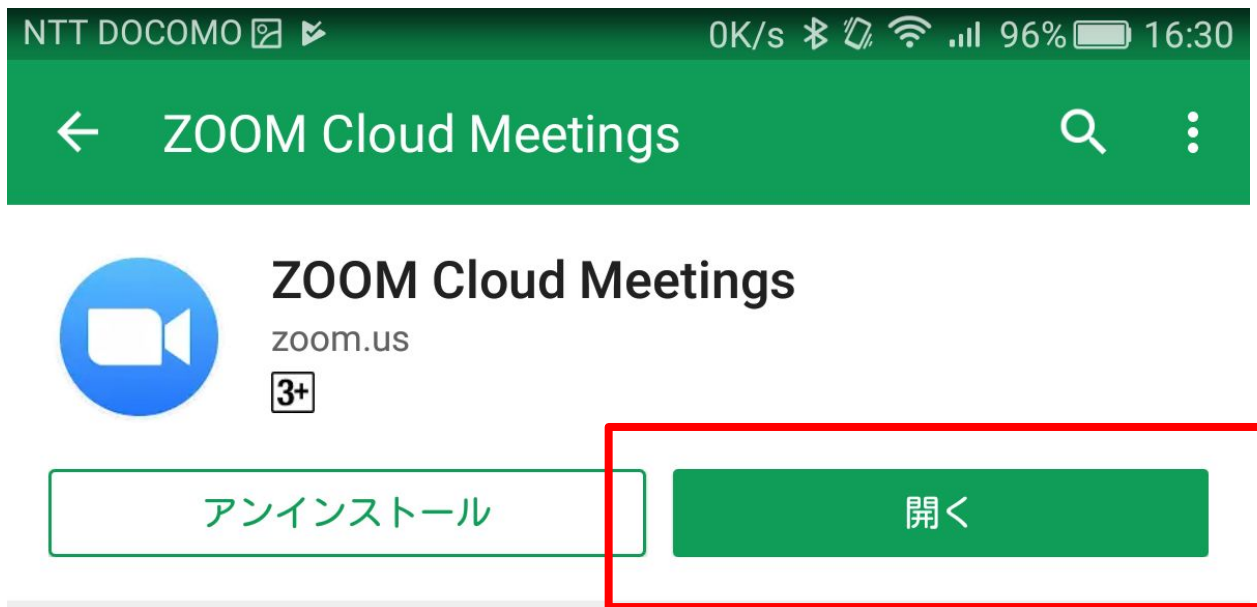 NTT DOCOMO 0K/s 96% 16:30
ZOOM Cloud Meetings
ZOOM Cloud Meetings
zoom.us
3+
アンインストール 開く